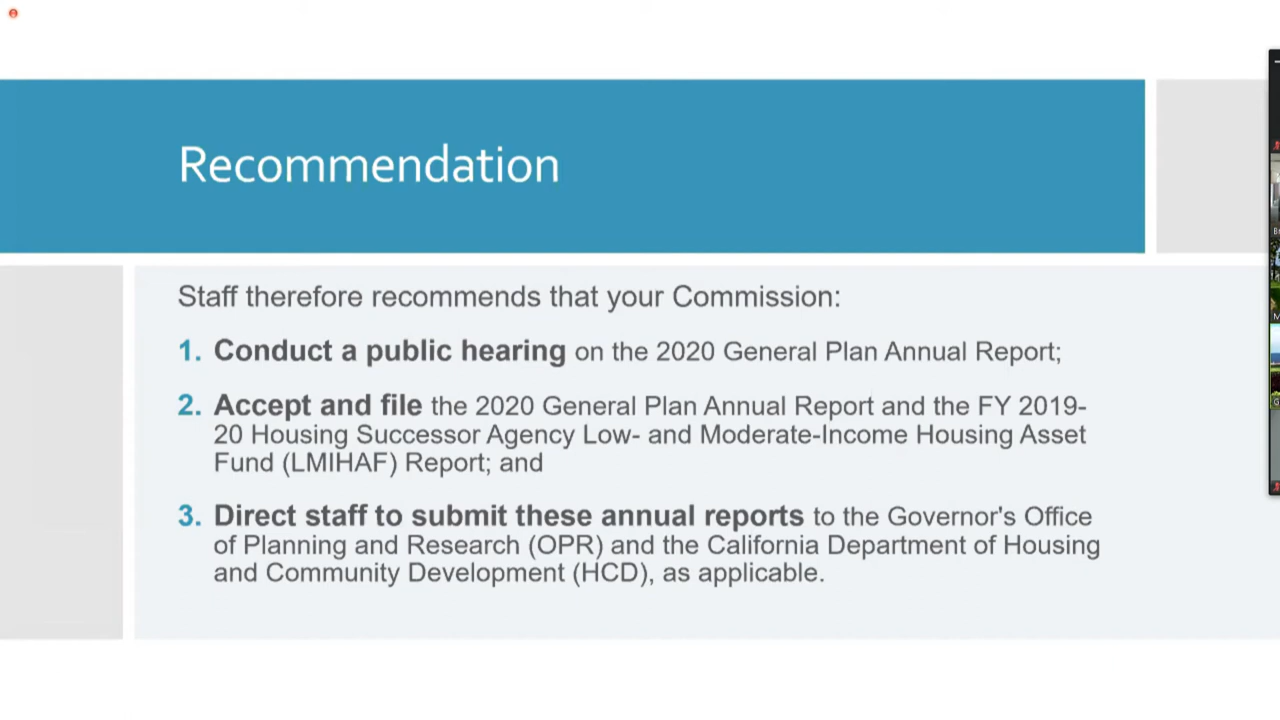 Recommendation
Staff therefore recommends that your Commission:
1. Conduct a public hearing on the 2020 General Plan Annual Report;
2. Accept and file the 2020 General Plan Annual Report and the FY 2019-
20 Housing Successor Agency Low- and Moderate-Income Housing Asset
Fund (LMIHAF) Report; and
3. Direct staff to submit these annual reports to the Governor's Office
of Planning and Research (OPR) and the California Department of Housing
and Community Development (HCD), as applicable.